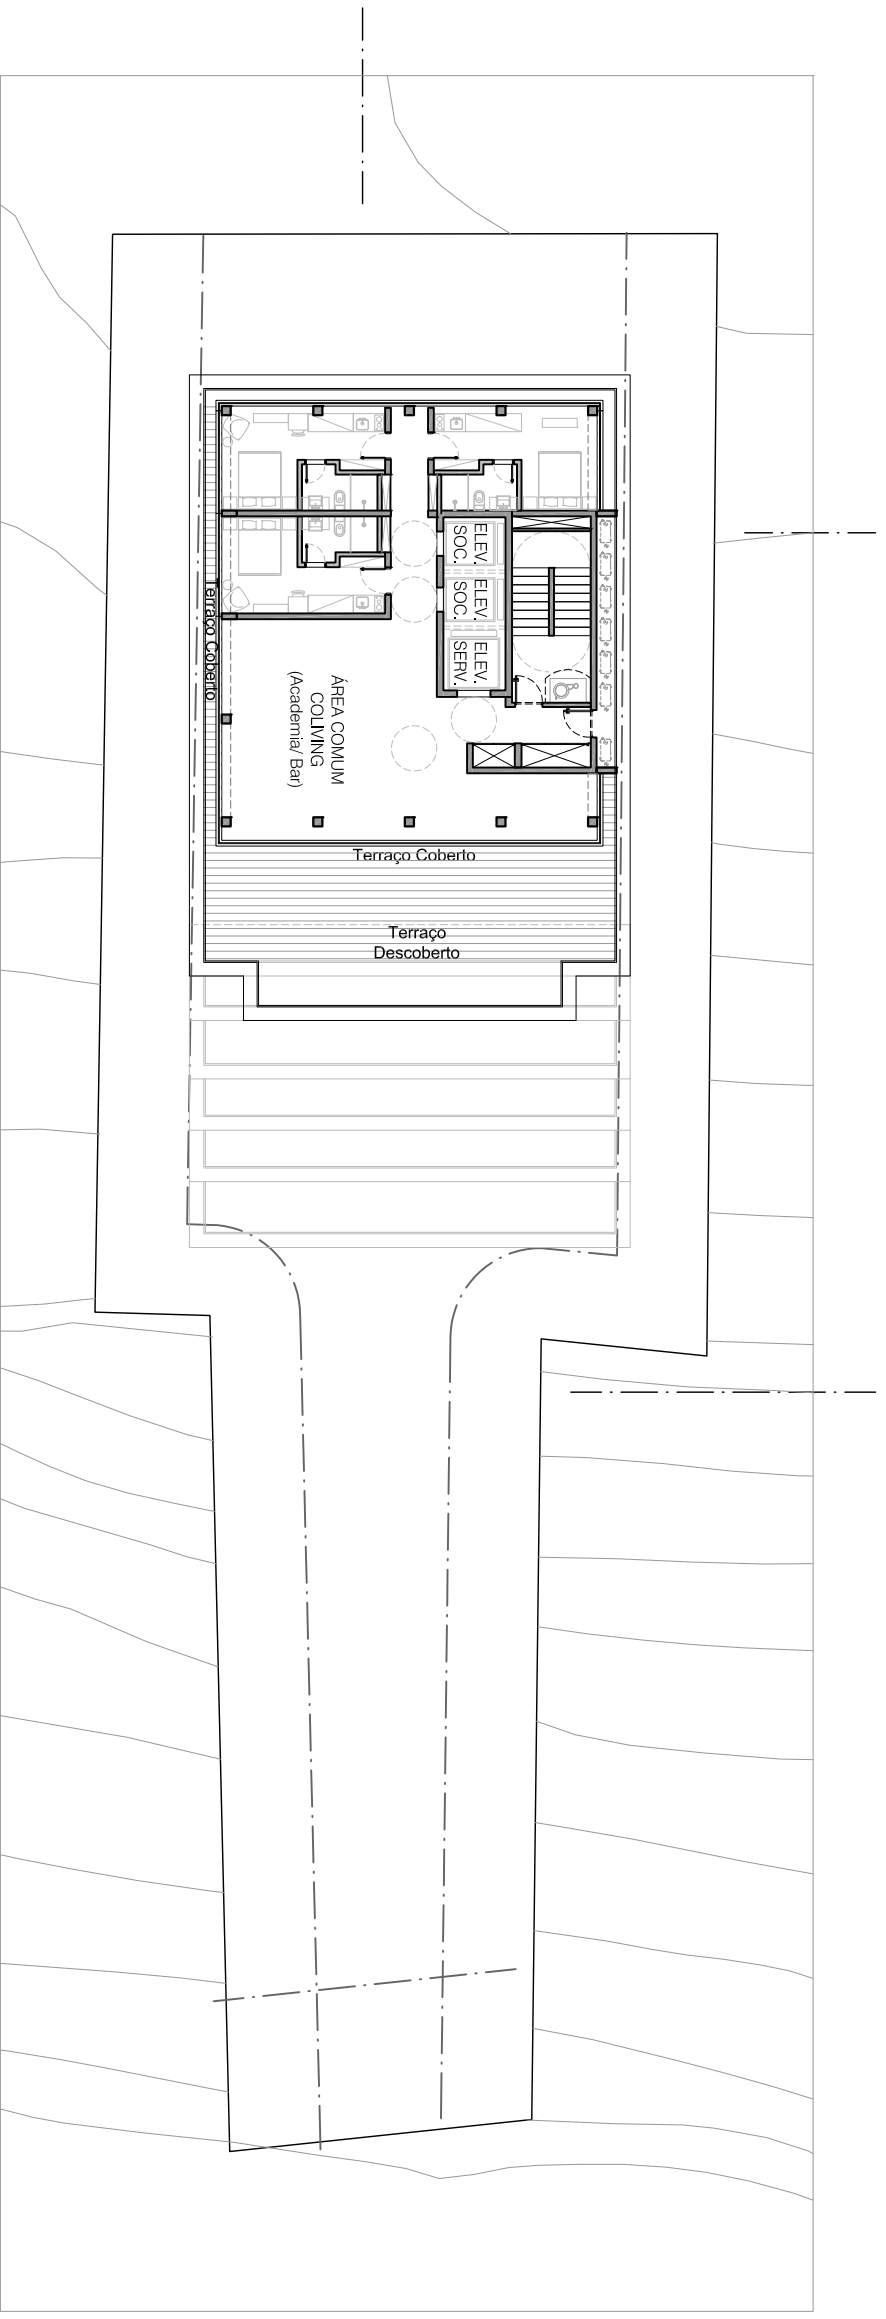 ELEV.
SOC.
ELEV.
SOC.
ELEV.
SERV.
Terraço Coberto
ÁREA COMUM
COLIVING
(Academia/ Bar)
Terraço Coberto
Terraço
Descoberto